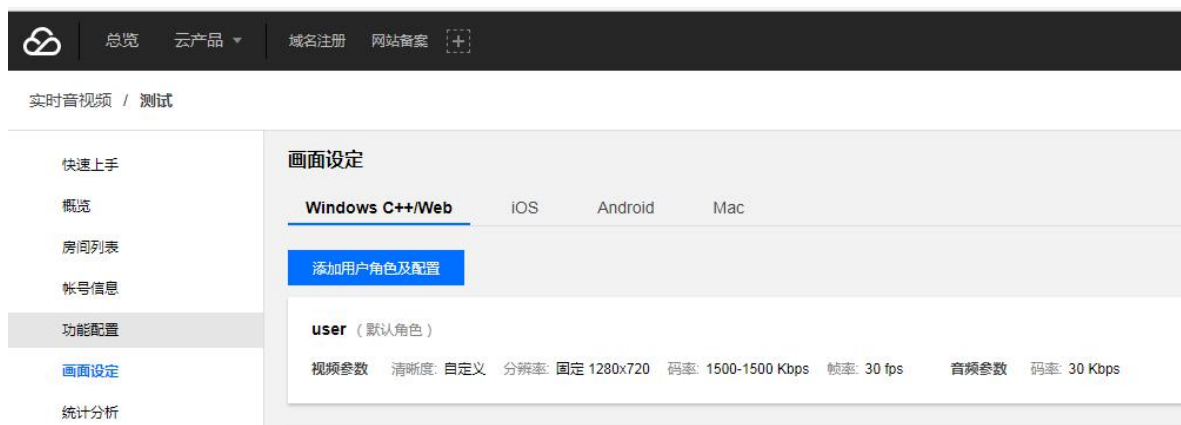 总览 云产品 域名注册 网站备案
实时音视频 / 测试
快速上手
概览
房间列表
帐号信息
功能配置
画面设定
统计分析
画面设定
Windows C++/Web iOS Android Mac
添加用户角色及配置
user （默认角色）
视频参数 清晰度: 自定义 分辨率: 固定 1280x720 码率: 1500-1500 Kbps 帧率: 30 fps 音频参数 码率: 30 Kbps